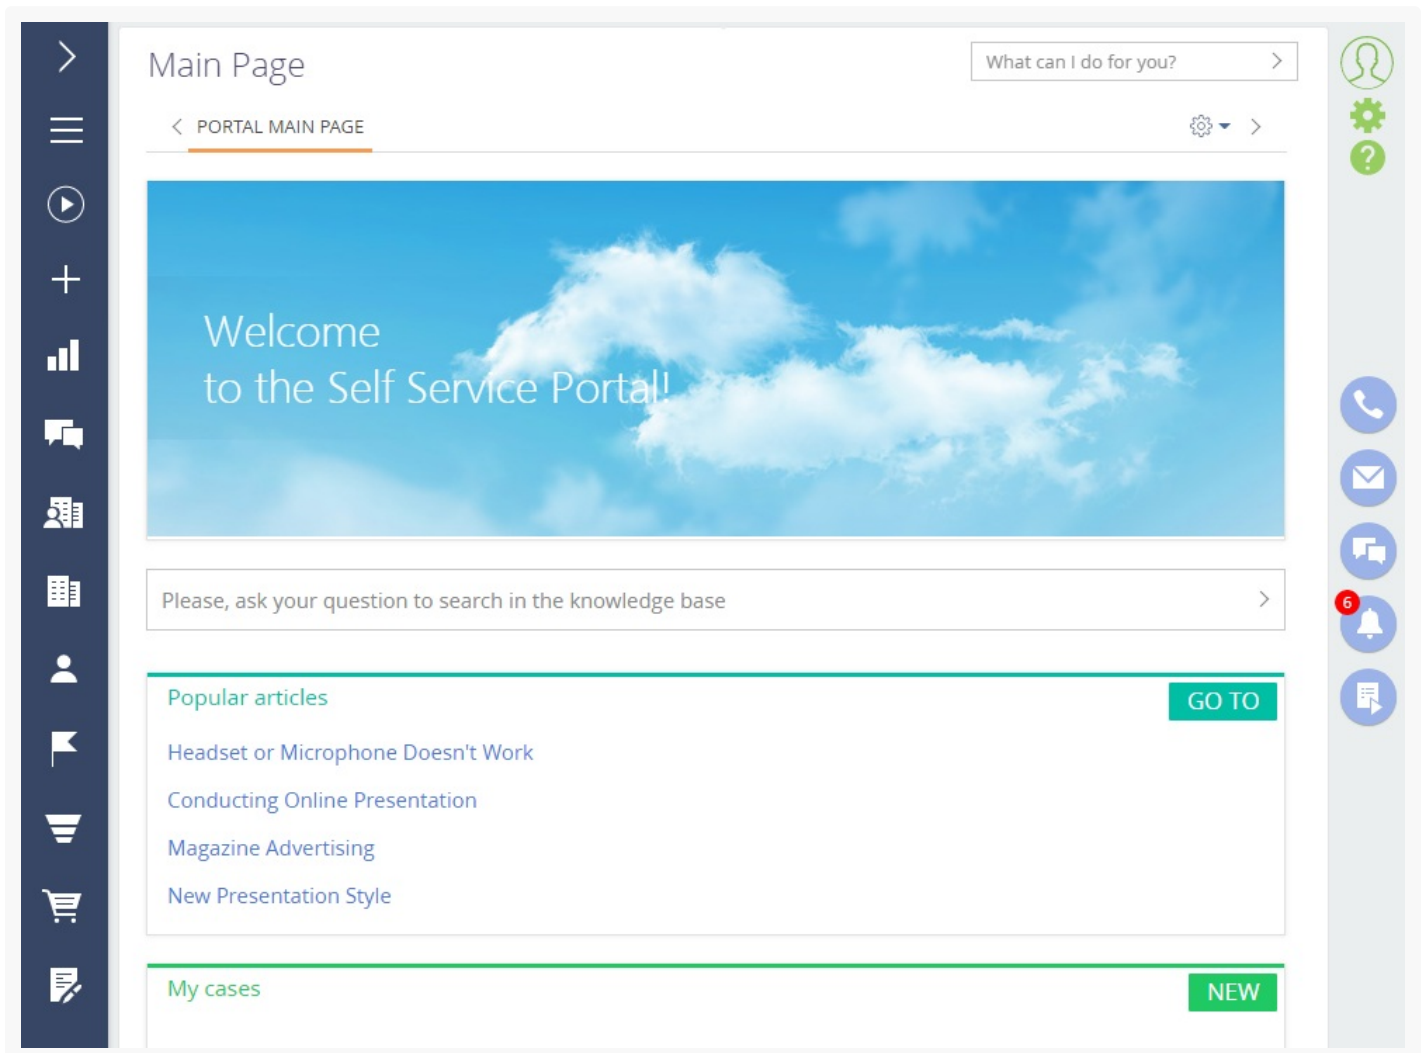 Main Page
What can I do for you?
PORTAL MAIN PAGE
Welcome
to the Self Service Portal!
Please, ask your question to search in the knowledge base
6
Popular articles
GO TO
Headset or Microphone Doesn't Work
Conducting Online Presentation
Magazine Advertising
New Presentation Style
My cases
NEW